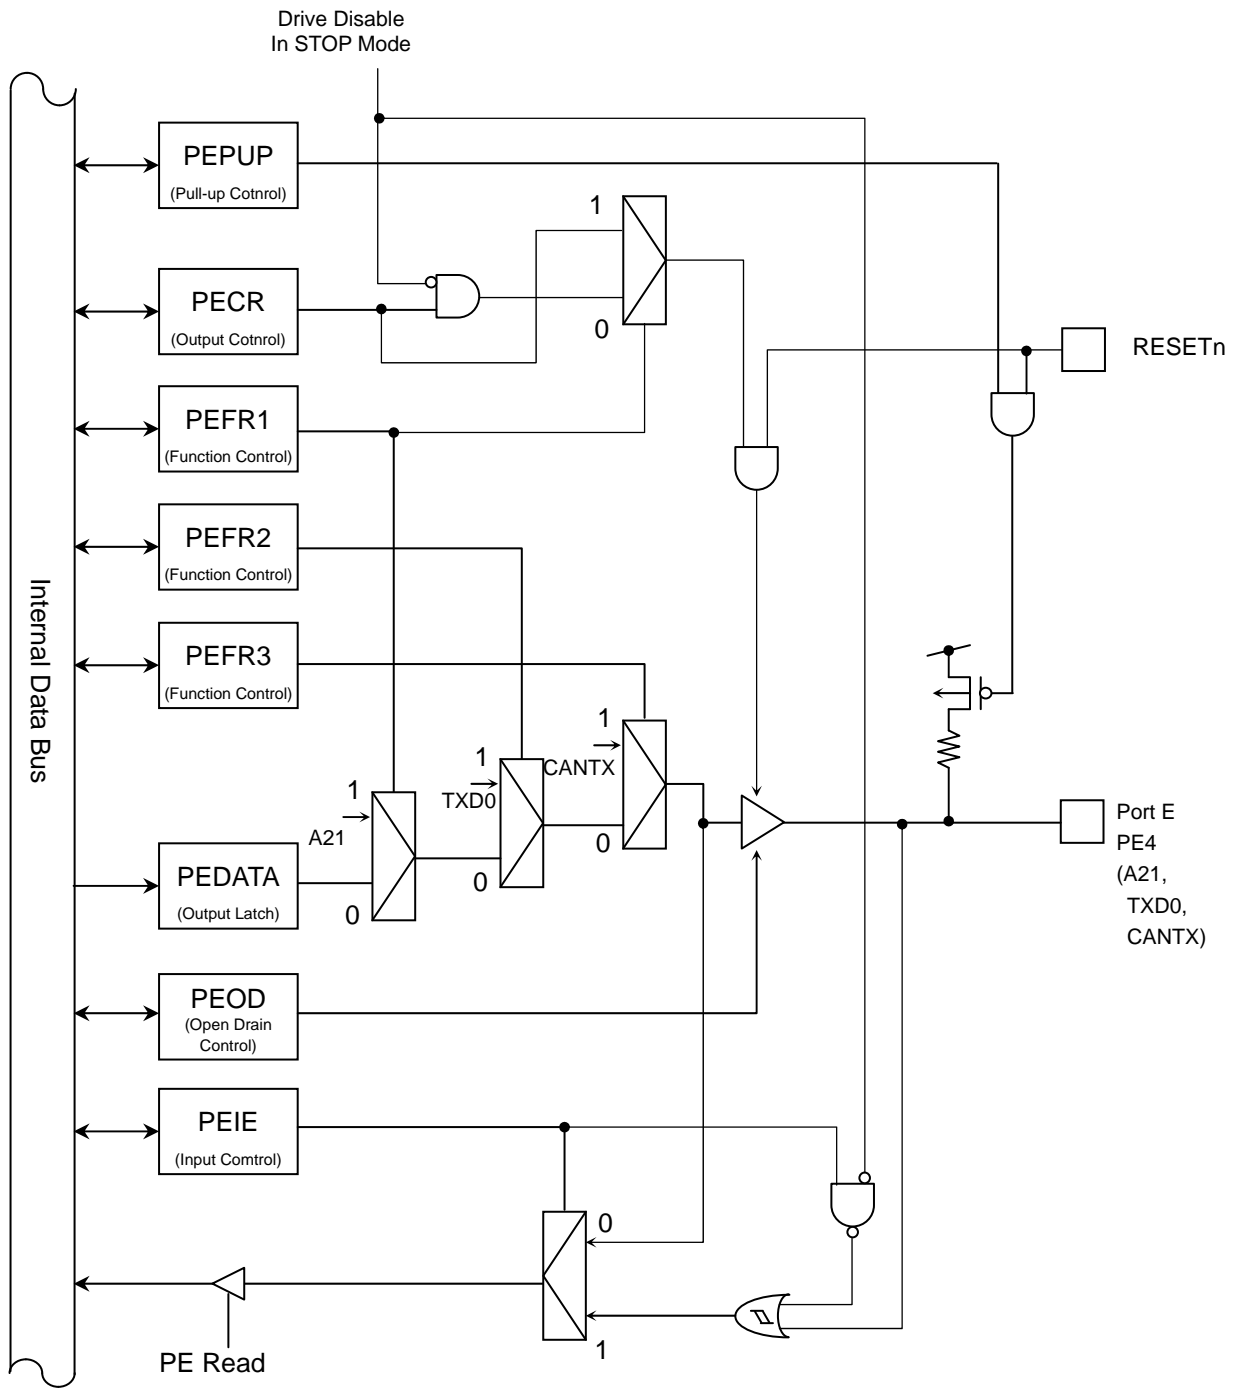 Drive Disable
In STOP Mode
PEPUP
(Pull-up Cotnrol)
1
PECR
(Output Cotnrol)
0
RESETn
PEFR1
(Function Control)
PEFR2
(Function Control)
Internal Data Bus
PEFR3
(Function Control)
1
CANTX
0
1
TXD0
0
1
A21
0
PEDATA
(Output Latch)
Port E
PE4
(A21,
TXD0,
CANTX)
PEOD
(Open Drain
Control)
PEIE
(Input Comtrol)
0
1
PE Read